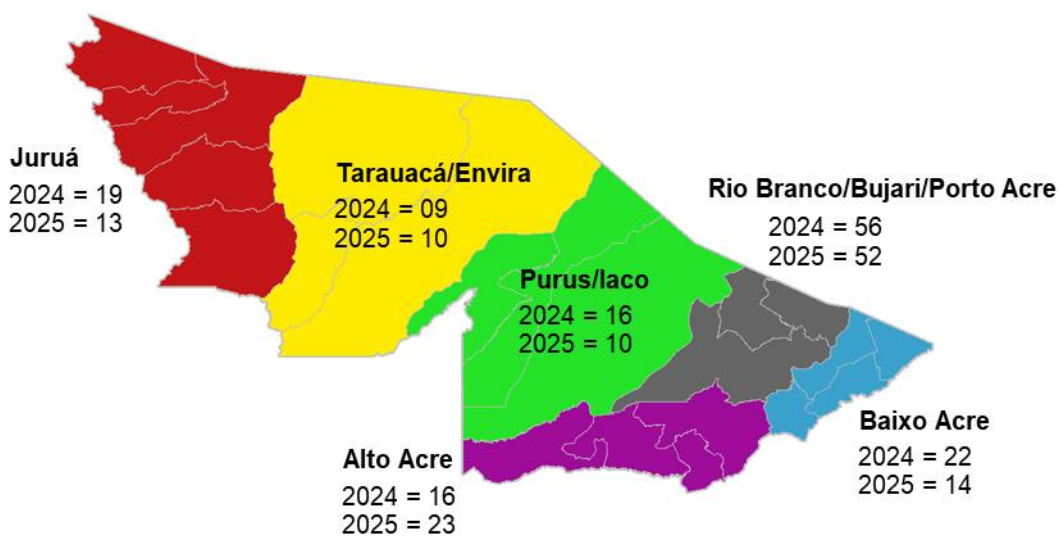 Juruá
2024 = 19
2025 = 13
Tarauacá/Envira
2024 = 09
2025 = 10
Rio Branco/Bujari/Porto Acre
2024 = 56
2025 = 52
Purus/Iaco
2024 = 16
2025 = 10
Baixo Acre
2024 = 22
2025 = 14
Alto Acre
2024 = 16
2025 = 23